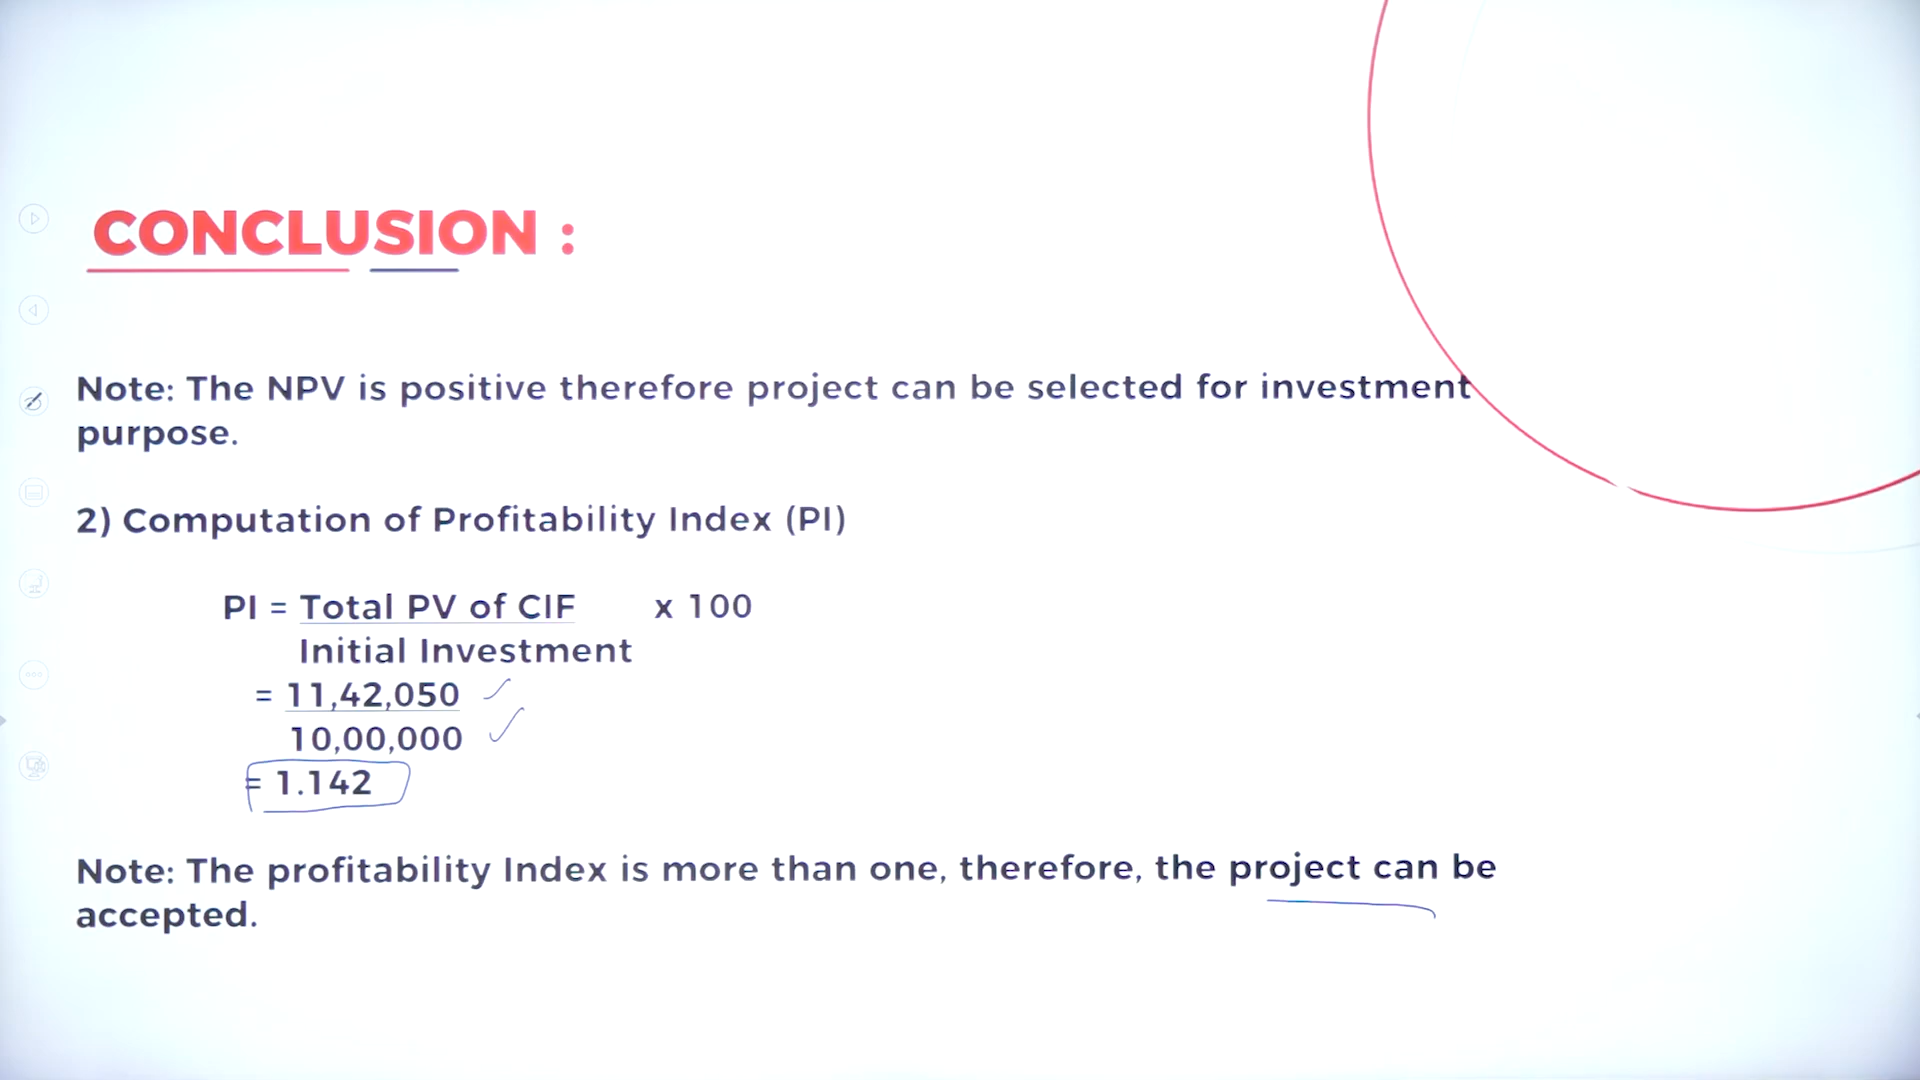 CONCLUSION :
Note: The NPV is positive therefore project can be selected for investment
purpose.
2) Computation of Profitability Index (PI)
PI = Total PV of CIF x 100
Initial Investment
= 11,42,050
10,00,000
= 1.142
Note: The profitability Index is more than one, therefore, the project can be
accepted.